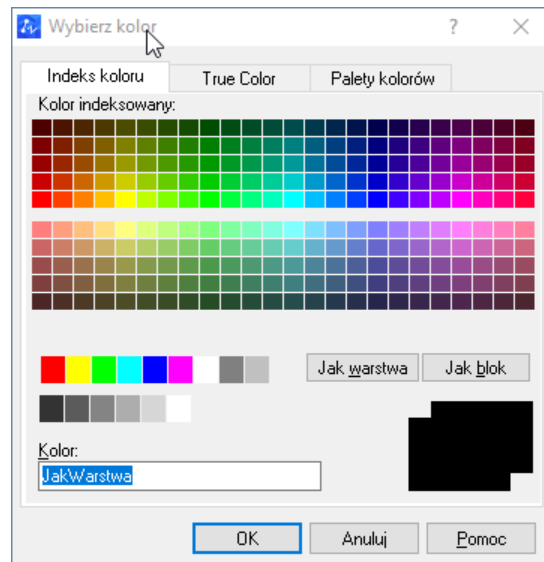 Wybierz kolor
Indeks koloru True Color Palety kolorów
Kolor indeksowany:
Jak warstwa Jak blok
Kolor:
JakWarstwa
OK Anuluj Pomoc